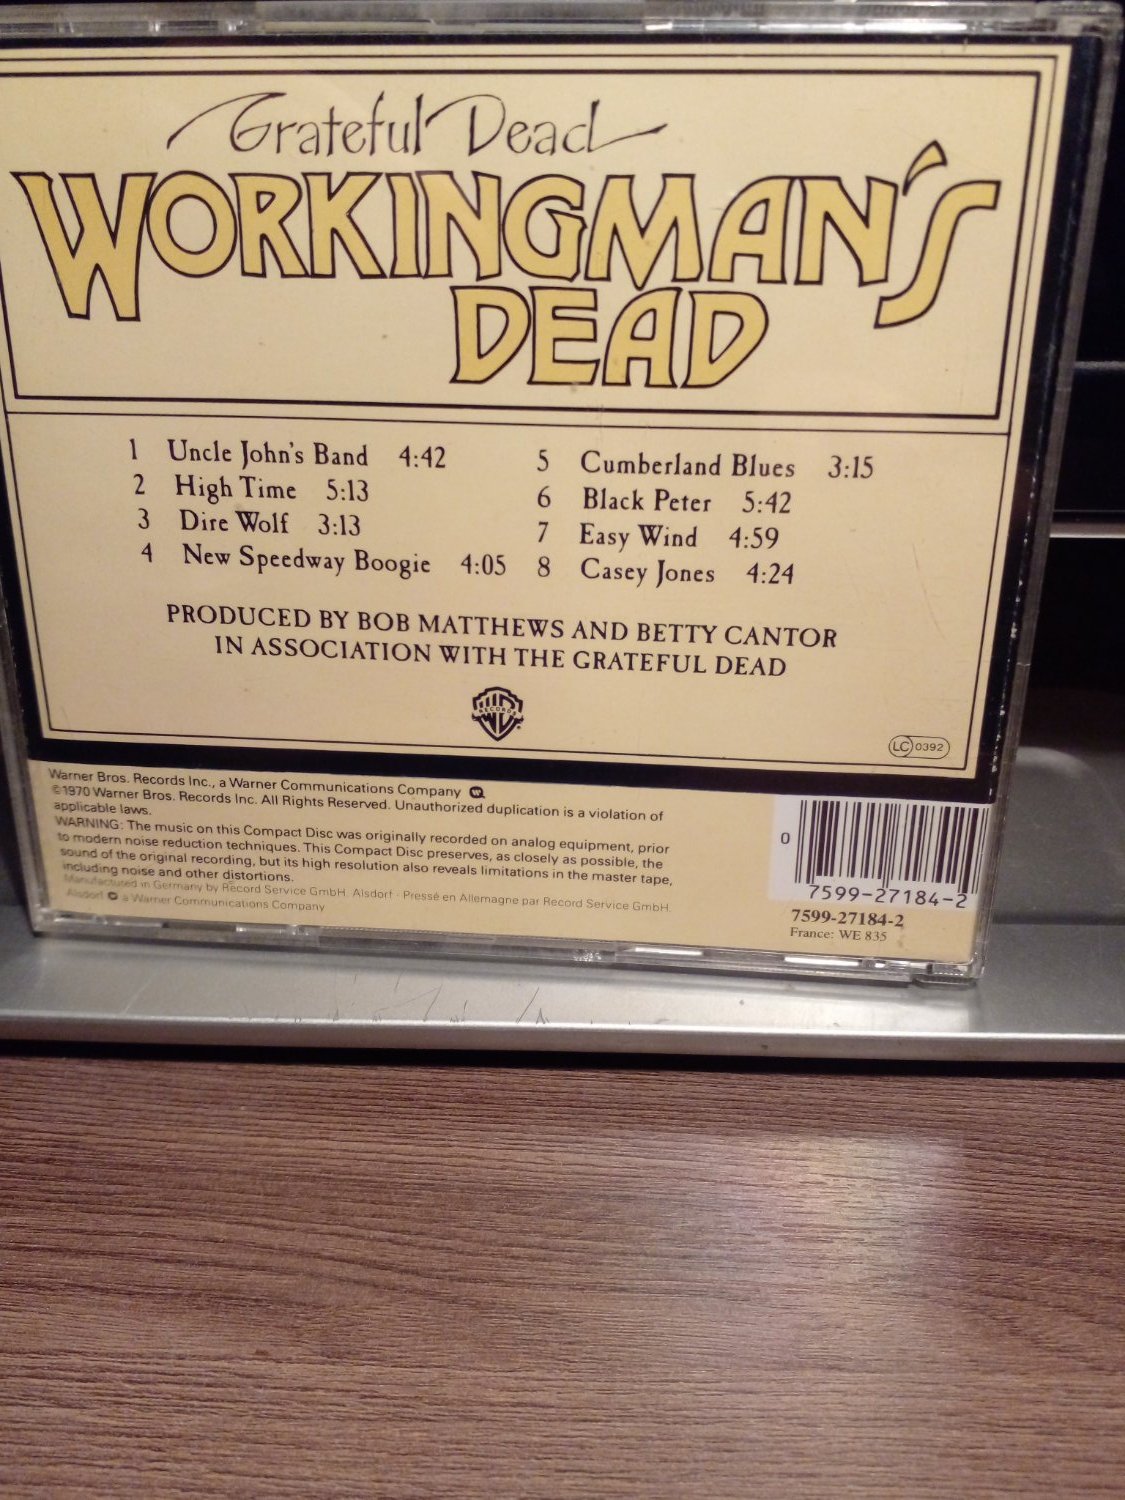 Grateful Dead
WORKINGMAN'S
DEAD
1 Uncle John's Band 4:42
2 High Time 5:13
3 Dire Wolf 3:13
4 New Speedway Boogie 4:05
5 Cumberland Blues 3:15
6 Black Peter 5:42
7 Easy Wind 4:59
8 Casey Jones 4:24
PRODUCED BY BOB MATTHEWS AND BETTY CANTOR
IN ASSOCIATION WITH THE GRATEFUL DEAD
RECORDS
LC 0392
Warner Bros. Records Inc., a Warner Communications Company
©1970 Warner Bros. Records Inc. All Rights Reserved. Unauthorized duplication is a violation of
applicable laws.
WARNING: The music on this Compact Disc was originally recorded on analog equipment, prior
to modern noise reduction techniques. This Compact Disc preserves, as closely as possible, the
sound of the original recording, but its high resolution also reveals limitations in the master tape,
including noise and other distortions.
Manufactured in Germany by Record Service GmbH. Alsdorf · Pressé en Allemagne par Record Service GmbH
Alsdorf a Warner Communications Company
0 7599-27184-2
7599-27184-2
France: WE 835